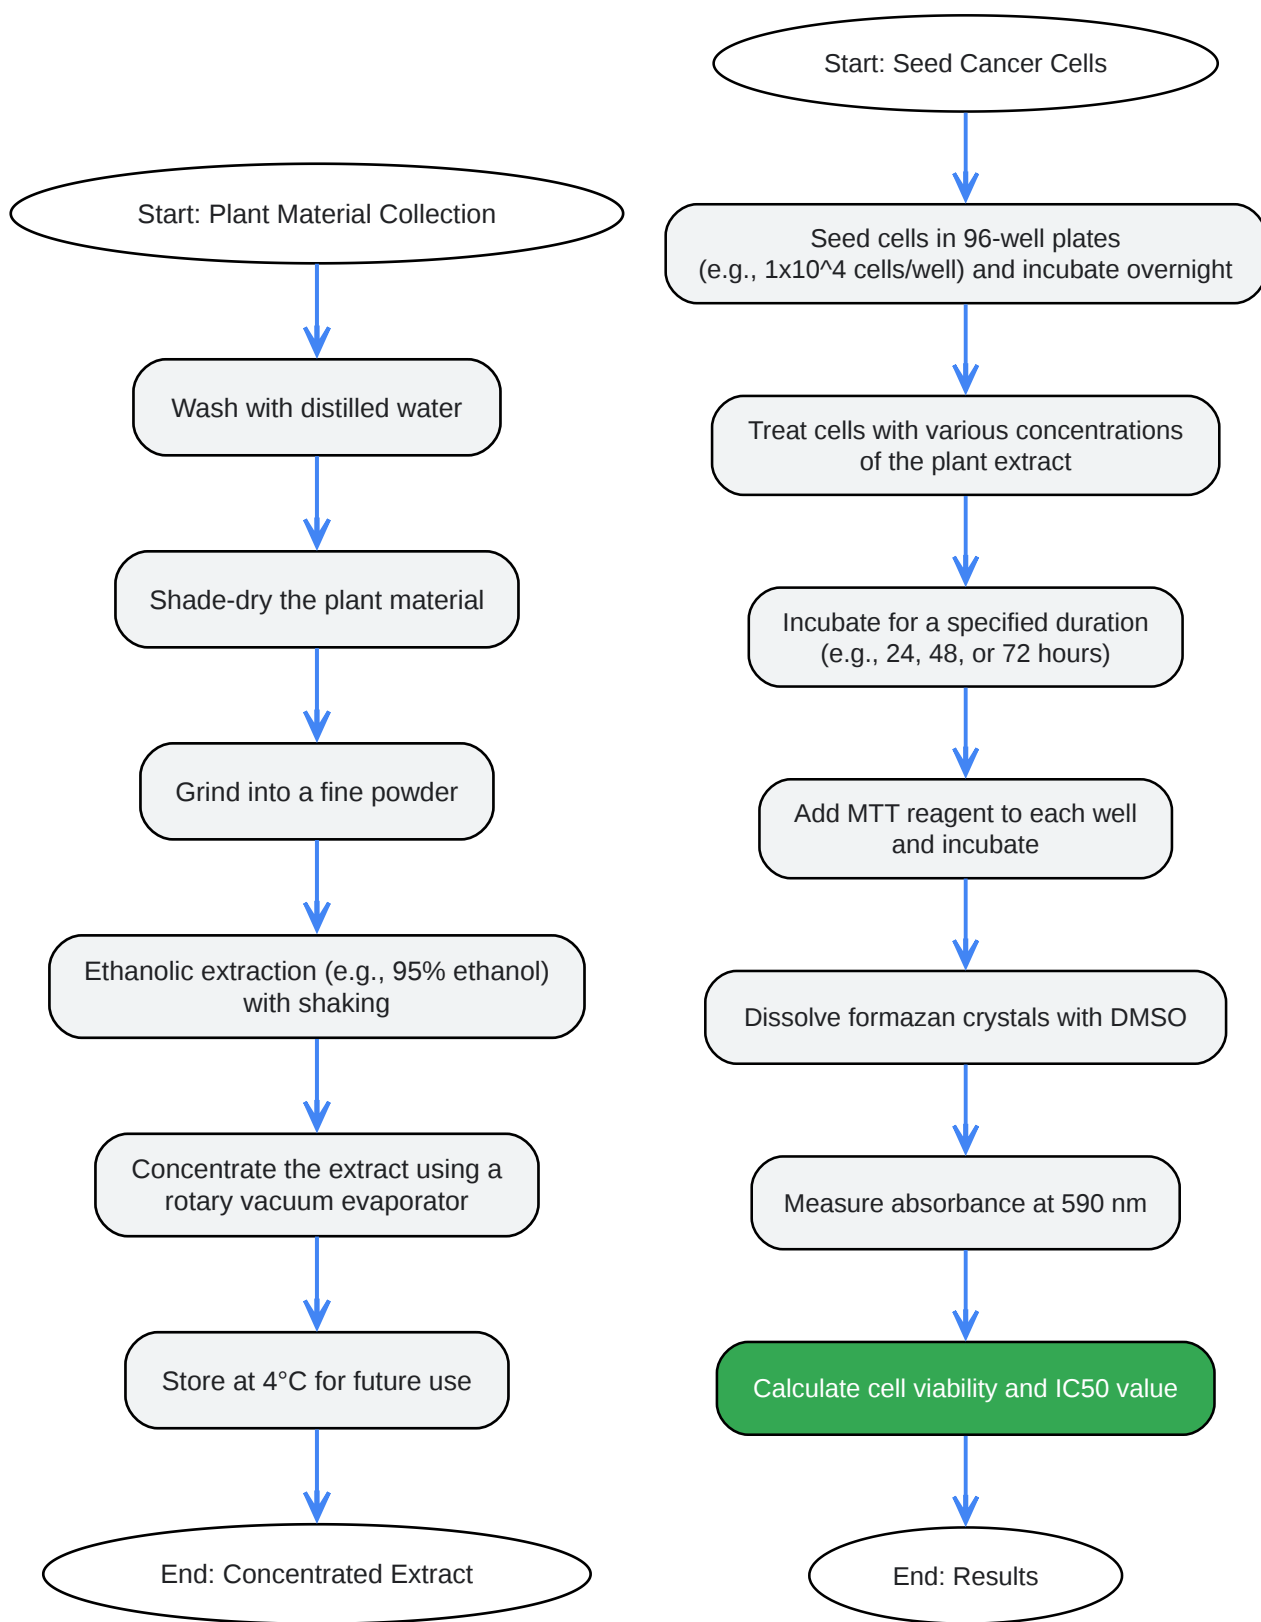 Start: Plant Material Collection
Wash with distilled water
Shade-dry the plant material
Grind into a fine powder
Ethanolic extraction (e.g., 95% ethanol)
with shaking
Concentrate the extract using a
rotary vacuum evaporator
Store at 4°C for future use
End: Concentrated Extract
Start: Seed Cancer Cells
Seed cells in 96-well plates
(e.g., 1x10^4 cells/well) and incubate overnight
Treat cells with various concentrations
of the plant extract
Incubate for a specified duration
(e.g., 24, 48, or 72 hours)
Add MTT reagent to each well
and incubate
Dissolve formazan crystals with DMSO
Measure absorbance at 590 nm
Calculate cell viability and IC50 value
End: Results